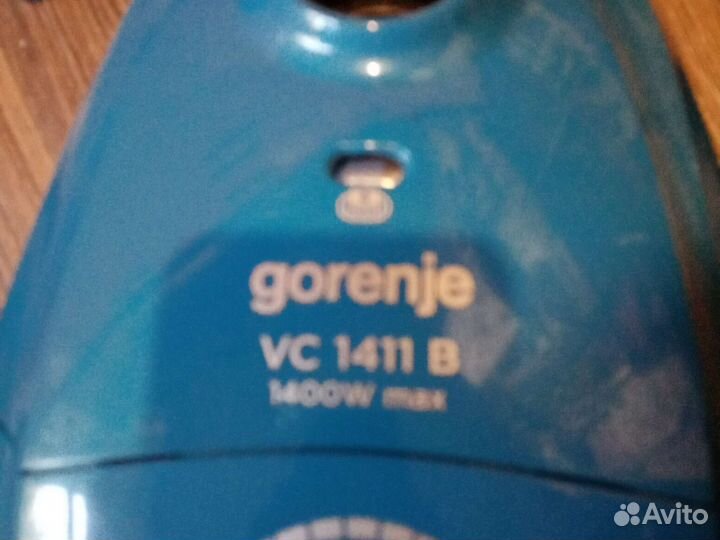 gorenje
VC 1411 B
1400W max
Avito